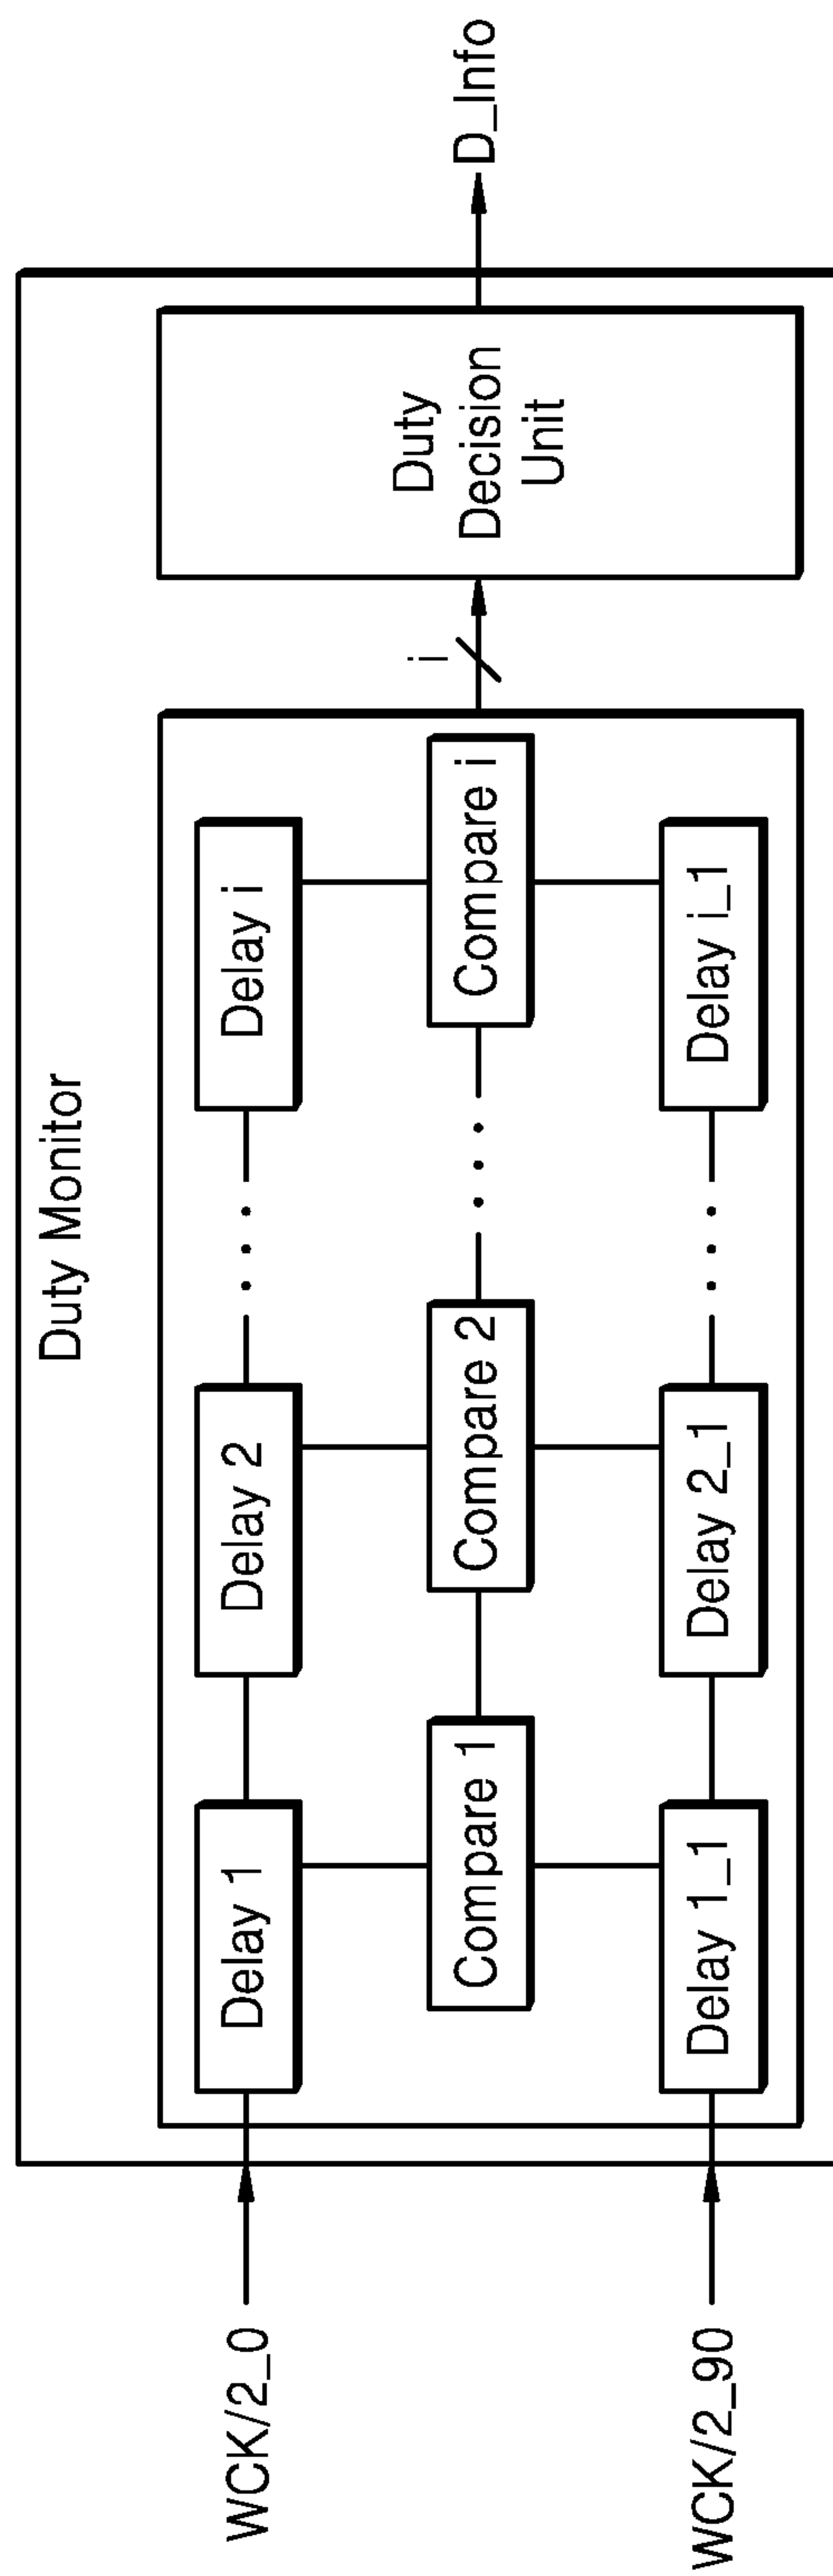 Duty Monitor
WCK/2_0
Delay 1
Delay 2
Delay i
Compare 1
Compare 2
Compare i
i
Duty
Decision
Unit
D_Info
WCK/2_90
Delay 1_1
Delay 2_1
Delay i_1